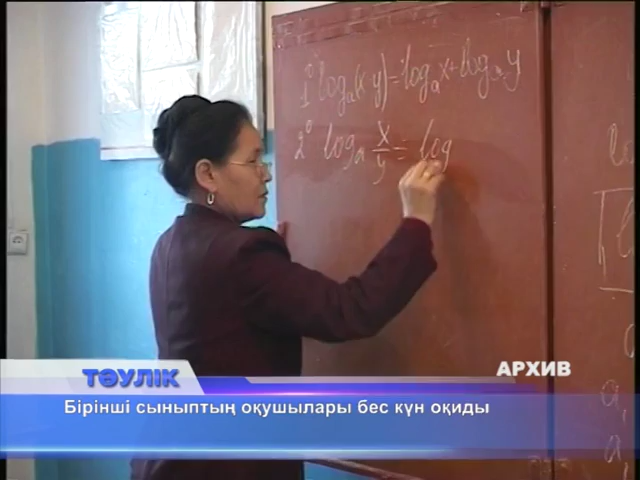 1° logₐ(x·y)=logₐx+logₐy
2° logₐ x/y = log
ТӘУЛІК
АРХИВ
Бірінші сыныптың оқушылары бес күн оқиды